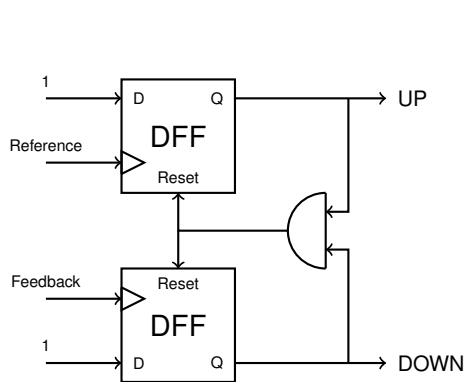 1
D
Q
UP
DFF
Reference
Reset
Feedback
Reset
DFF
1
D
Q
DOWN